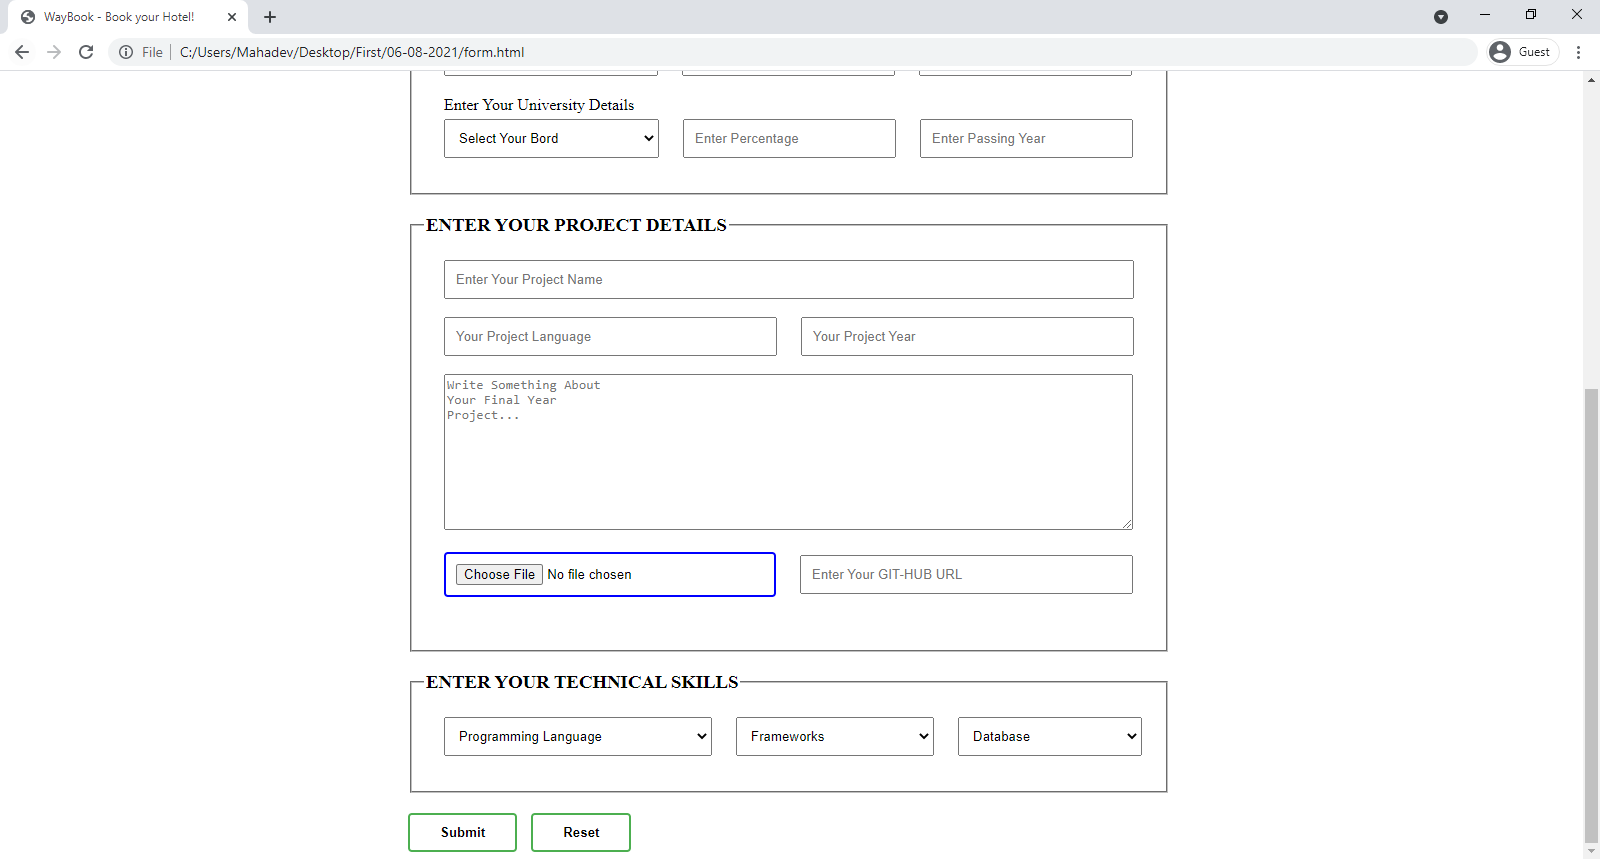 WayBook - Book your Hotel!
File C:/Users/Mahadev/Desktop/First/06-08-2021/form.html Guest
Enter Your University Details
Select Your Bord Enter Percentage Enter Passing Year
ENTER YOUR PROJECT DETAILS
Enter Your Project Name
Your Project Language Your Project Year
Write Something About
Your Final Year
Project...
Choose File No file chosen Enter Your GIT-HUB URL
ENTER YOUR TECHNICAL SKILLS
Programming Language Frameworks Database
Submit Reset